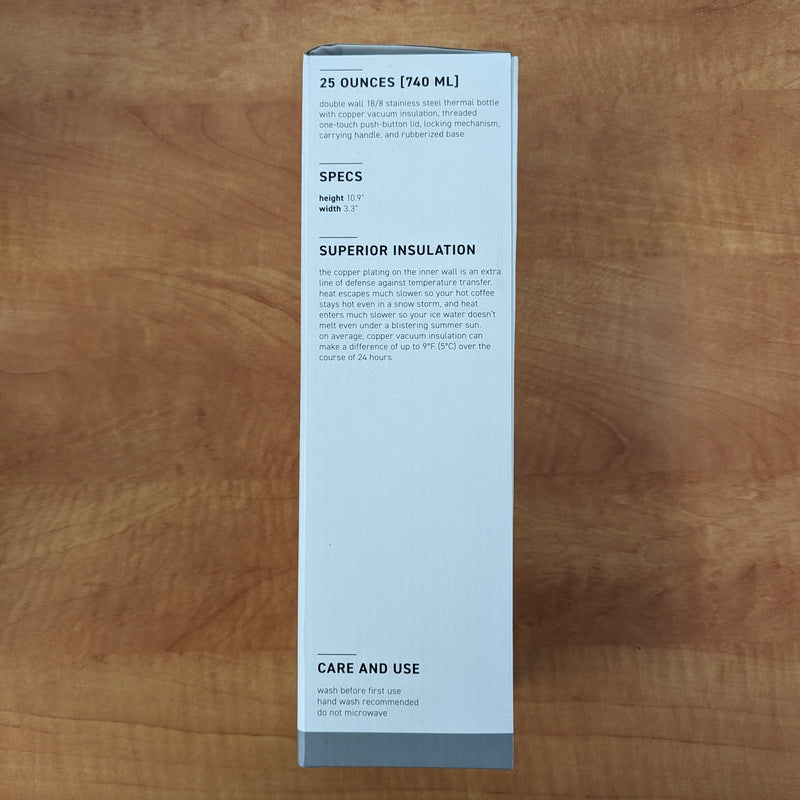 25 OUNCES [740 ML]
double wall 18/8 stainless steel thermal bottle
with copper vacuum insulation, threaded
one-touch push-button lid, locking mechanism,
carrying handle, and rubberized base
SPECS
height 10.9"
width 3.3"
SUPERIOR INSULATION
the copper plating on the inner wall is an extra
line of defense against temperature transfer.
heat escapes much slower so your hot coffee
stays hot even in a snow storm, and heat
enters much slower so your ice water doesn't
melt even under a blistering summer sun.
on average, copper vacuum insulation can
make a difference of up to 9°F (5°C) over the
course of 24 hours
CARE AND USE
wash before first use
hand wash recommended
do not microwave